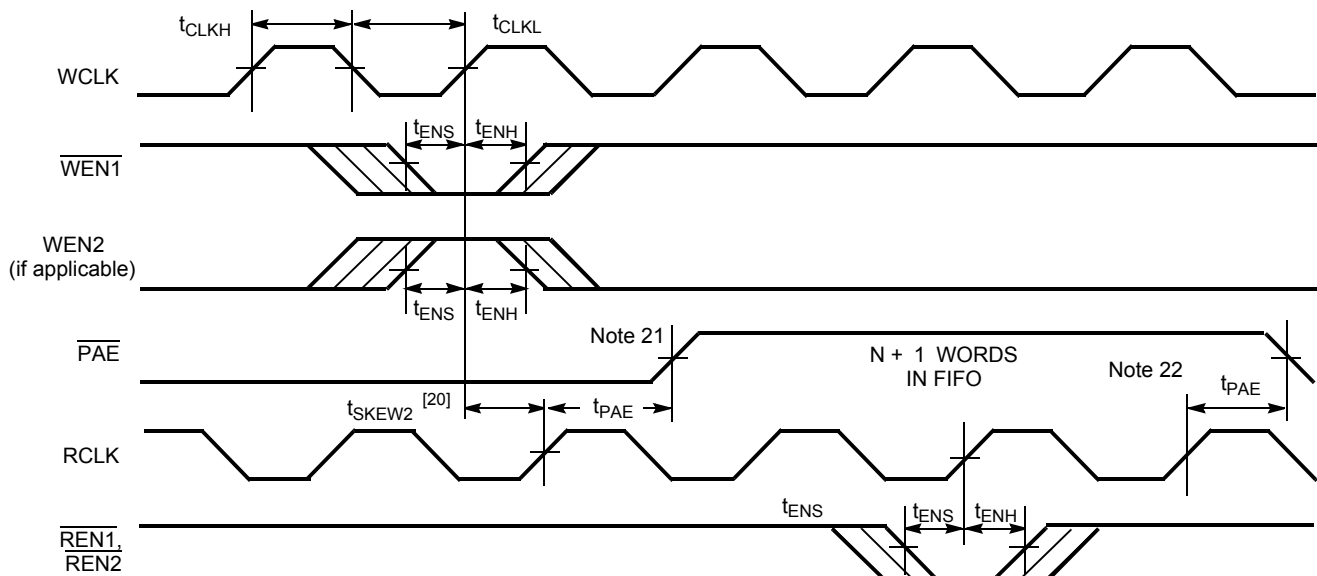 tCLKH
tCLKL
WCLK
tENS
tENH
WEN1
WEN2
(if applicable)
tENS
tENH
Note 21
PAE
N + 1 WORDS
IN FIFO
Note 22
tPAE
tSKEW2 [20]
tPAE
RCLK
tENS
tENS
tENH
REN1,
REN2